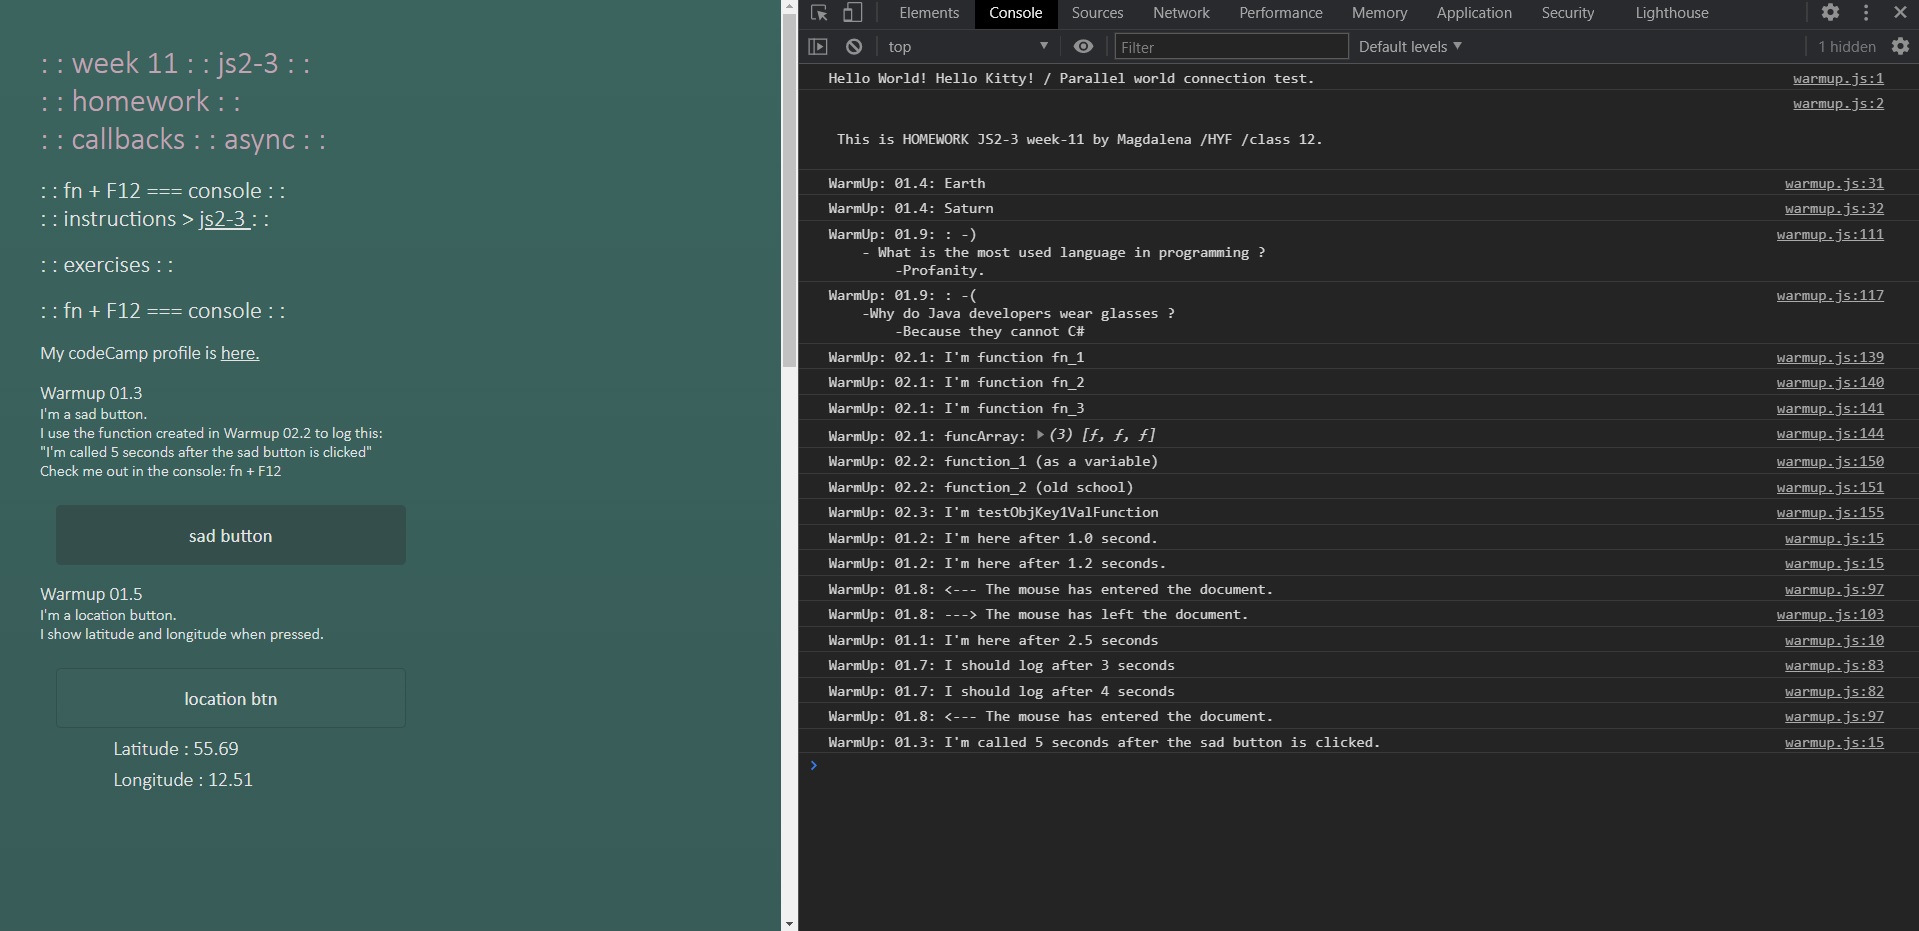 : : week 11 : : js2-3 : :
: : homework : :
: : callbacks : : async : :
: : fn + F12 === console : :
: : instructions > js2-3 : :
: : exercises : :
: : fn + F12 === console : :
My codeCamp profile is here.
Warmup 01.3
I'm a sad button.
I use the function created in Warmup 02.2 to log this:
"I'm called 5 seconds after the sad button is clicked"
Check me out in the console: fn + F12
sad button
Warmup 01.5
I'm a location button.
I show latitude and longitude when pressed.
location btn
Latitude : 55.69
Longitude : 12.51
Elements Console Sources Network Performance Memory Application Security Lighthouse
top Filter Default levels 1 hidden
Hello World! Hello Kitty! / Parallel world connection test. warmup.js:1
warmup.js:2
This is HOMEWORK JS2-3 week-11 by Magdalena /HYF /class 12.
WarmUp: 01.4: Earth warmup.js:31
WarmUp: 01.4: Saturn warmup.js:32
WarmUp: 01.9: : -) warmup.js:111
- What is the most used language in programming ?
-Profanity.
WarmUp: 01.9: : -( warmup.js:117
-Why do Java developers wear glasses ?
-Because they cannot C#
WarmUp: 02.1: I'm function fn_1 warmup.js:139
WarmUp: 02.1: I'm function fn_2 warmup.js:140
WarmUp: 02.1: I'm function fn_3 warmup.js:141
WarmUp: 02.1: funcArray: (3) [ƒ, ƒ, ƒ] warmup.js:144
WarmUp: 02.2: function_1 (as a variable) warmup.js:150
WarmUp: 02.2: function_2 (old school) warmup.js:151
WarmUp: 02.3: I'm testObjKey1ValFunction warmup.js:155
WarmUp: 01.2: I'm here after 1.0 second. warmup.js:15
WarmUp: 01.2: I'm here after 1.2 seconds. warmup.js:15
WarmUp: 01.8: <--- The mouse has entered the document. warmup.js:97
WarmUp: 01.8: ---> The mouse has left the document. warmup.js:103
WarmUp: 01.1: I'm here after 2.5 seconds warmup.js:10
WarmUp: 01.7: I should log after 3 seconds warmup.js:83
WarmUp: 01.7: I should log after 4 seconds warmup.js:82
WarmUp: 01.8: <--- The mouse has entered the document. warmup.js:97
WarmUp: 01.3: I'm called 5 seconds after the sad button is clicked. warmup.js:15